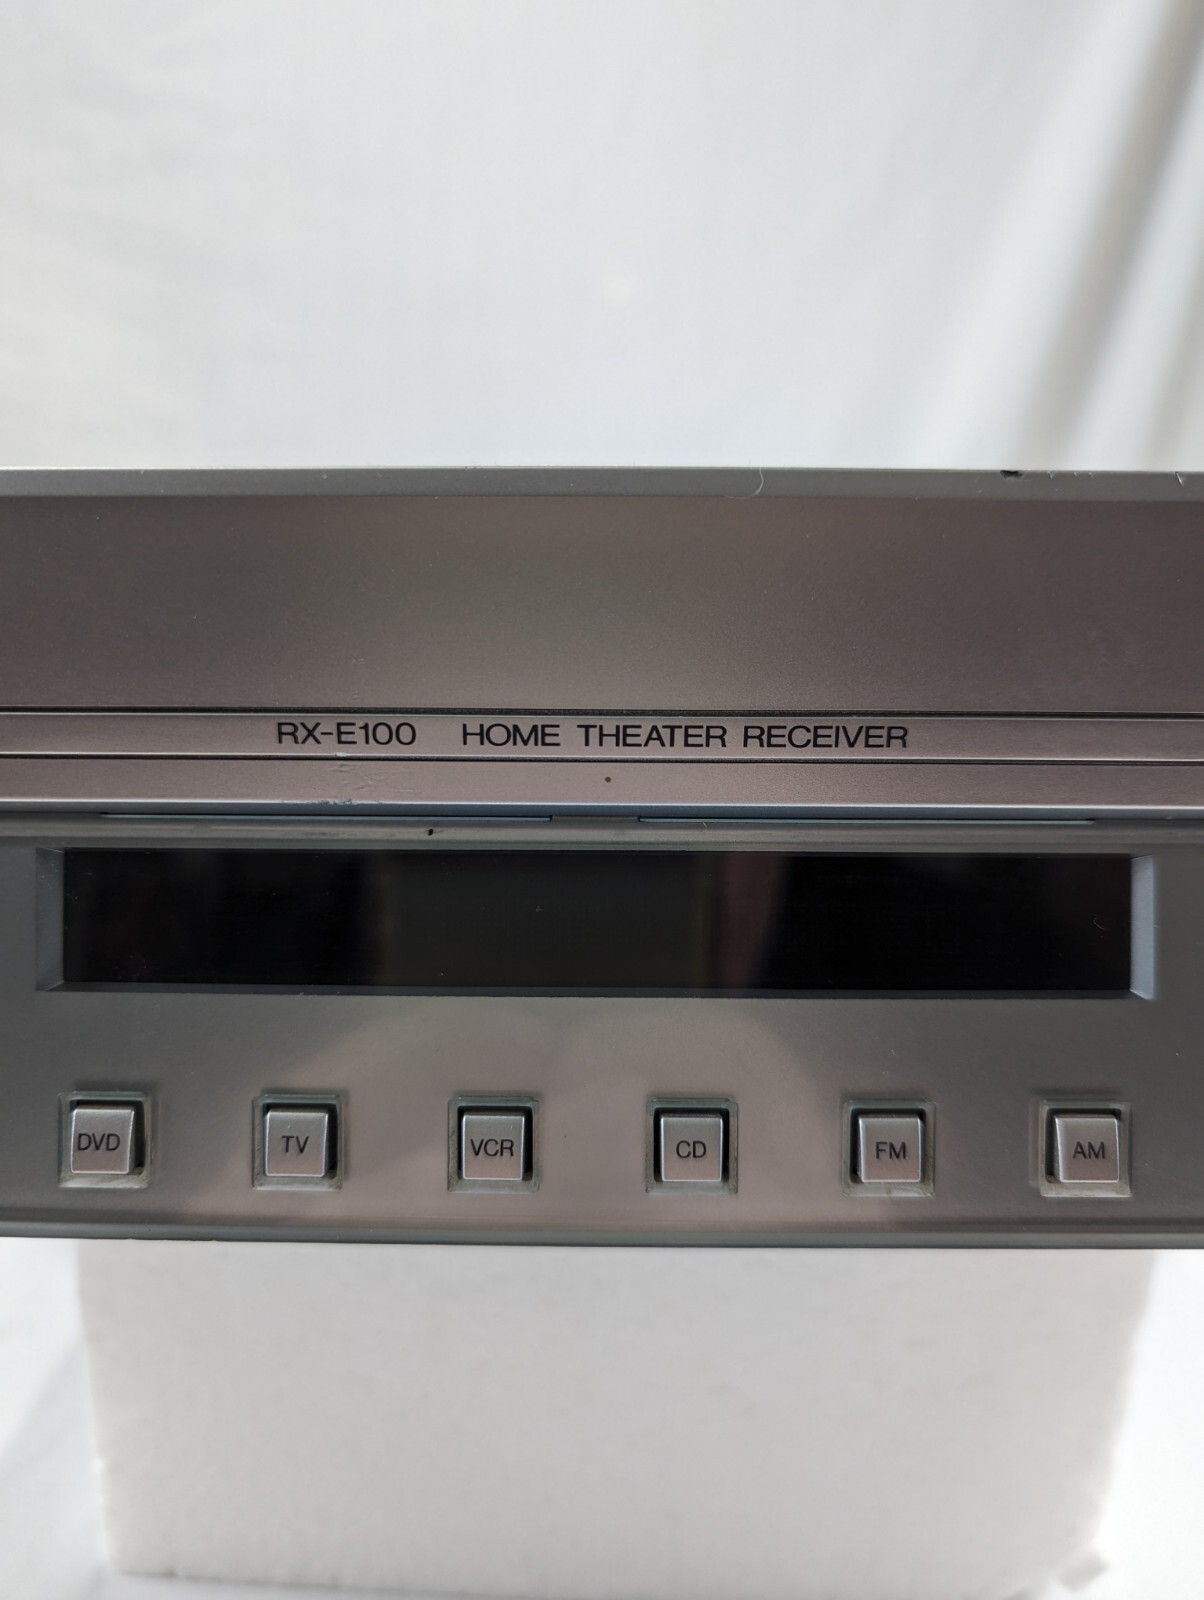 RX-E100 HOME THEATER RECEIVER
DVD TV VCR CD FM AM